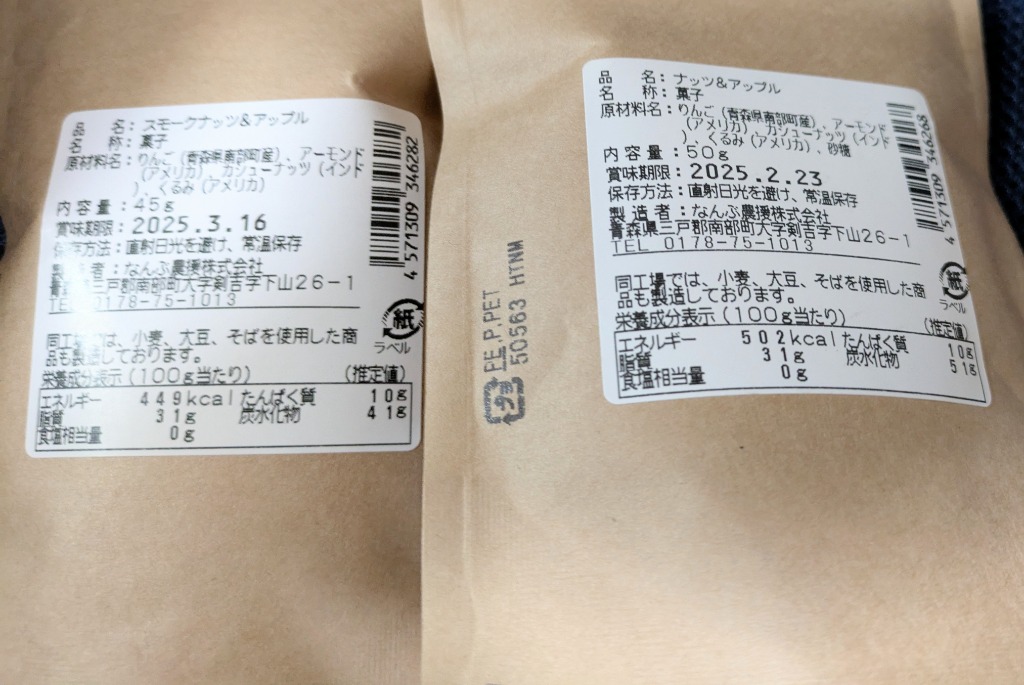 品　名：スモークナッツ&アップル
名　称：菓子
原材料名：りんご（青森県南部町産）、アーモンド
（アメリカ）、カシューナッツ（インド
）、くるみ（アメリカ）
内容量：45g
賞味期限：2025.3.16
保存方法：直射日光を避け、常温保存
製造者：なんぶ農援株式会社
青森県三戸郡南部町大字剣吉字下山26-1
TEL 0178-75-1013
4 571309 346282
紙
ラベル
同工場では、小麦、大豆、そばを使用した商
品も製造しております。
栄養成分表示（100g当たり）（推定値）
エネルギー 449kcal たんぱく質 10g
脂質 31g 炭水化物 41g
食塩相当量 0g
プラ
PE,PP,PET
50563 HTNM
品　名：ナッツ&アップル
名　称：菓子
原材料名：りんご（青森県南部町産）、アーモンド
（アメリカ）、カシューナッツ（インド
）、くるみ（アメリカ）、砂糖
内容量：50g
賞味期限：2025.2.23
保存方法：直射日光を避け、常温保存
製造者：なんぶ農援株式会社
青森県三戸郡南部町大字剣吉字下山26-1
TEL 0178-75-1013
4 571309 346268
紙
ラベル
同工場では、小麦、大豆、そばを使用した商
品も製造しております。
栄養成分表示（100g当たり）（推定値）
エネルギー 502kcal たんぱく質 10g
脂質 31g 炭水化物 51g
食塩相当量 0g